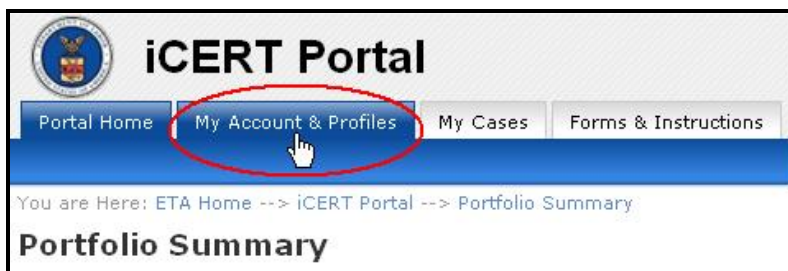 iCERT Portal
Portal Home My Account & Profiles My Cases Forms & Instructions
You are Here: ETA Home --> iCERT Portal --> Portfolio Summary
Portfolio Summary